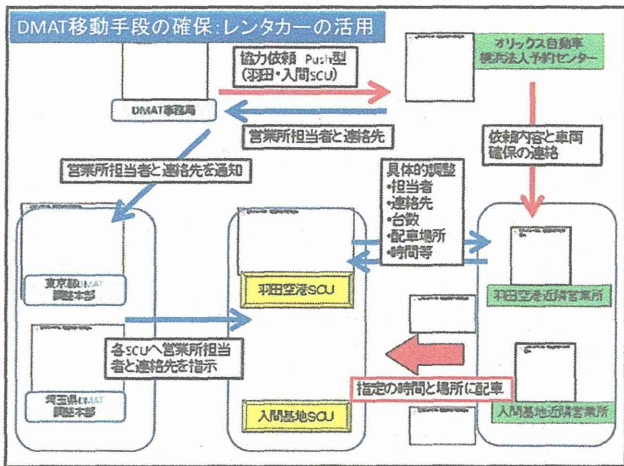 DMAT移動手段の確保:レンタカーの活用
協力依頼 Push型
(羽田・入間SCU)
オリックス自動車
横浜法人予約センター
DMAT事務局
営業所担当者と連絡先
依頼内容と車両
確保の連絡
営業所担当者と連絡先を通知
具体的調整
・担当者
・連絡先
・台数
・配車場所
・時間等
東京都DMAT
調整本部
羽田空港SCU
羽田空港近隣営業所
各SCUへ営業所担当
者と連絡先を指示
指定の時間と場所に配車
埼玉県DMAT
調整本部
入間基地SCU
入間基地近隣営業所